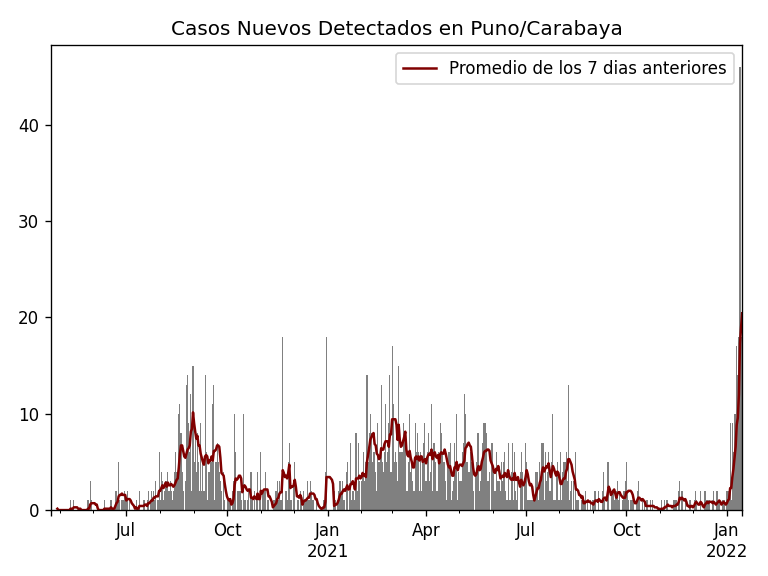 Casos Nuevos Detectados en Puno/Carabaya
Promedio de los 7 dias anteriores
40
30
20
10
0
Jul Oct Jan Apr Jul Oct Jan
2021 2022